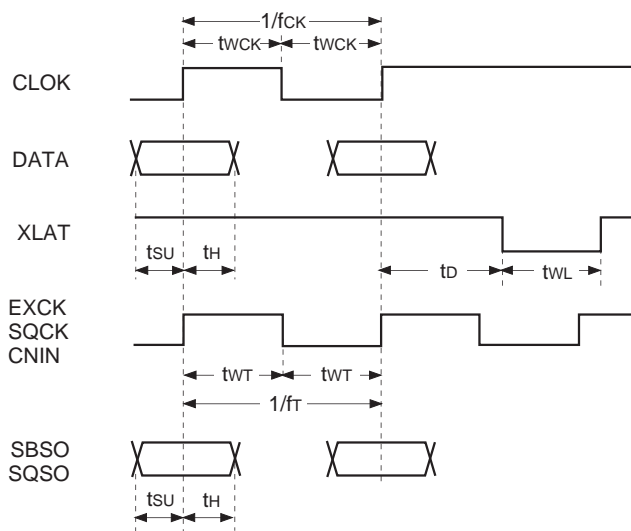 1/fCK
tWCK tWCK
CLOK
DATA
XLAT
tSU tH tD tWL
EXCK
SQCK
CNIN
tWT tWT
1/fT
SBSO
SQSO
tSU tH